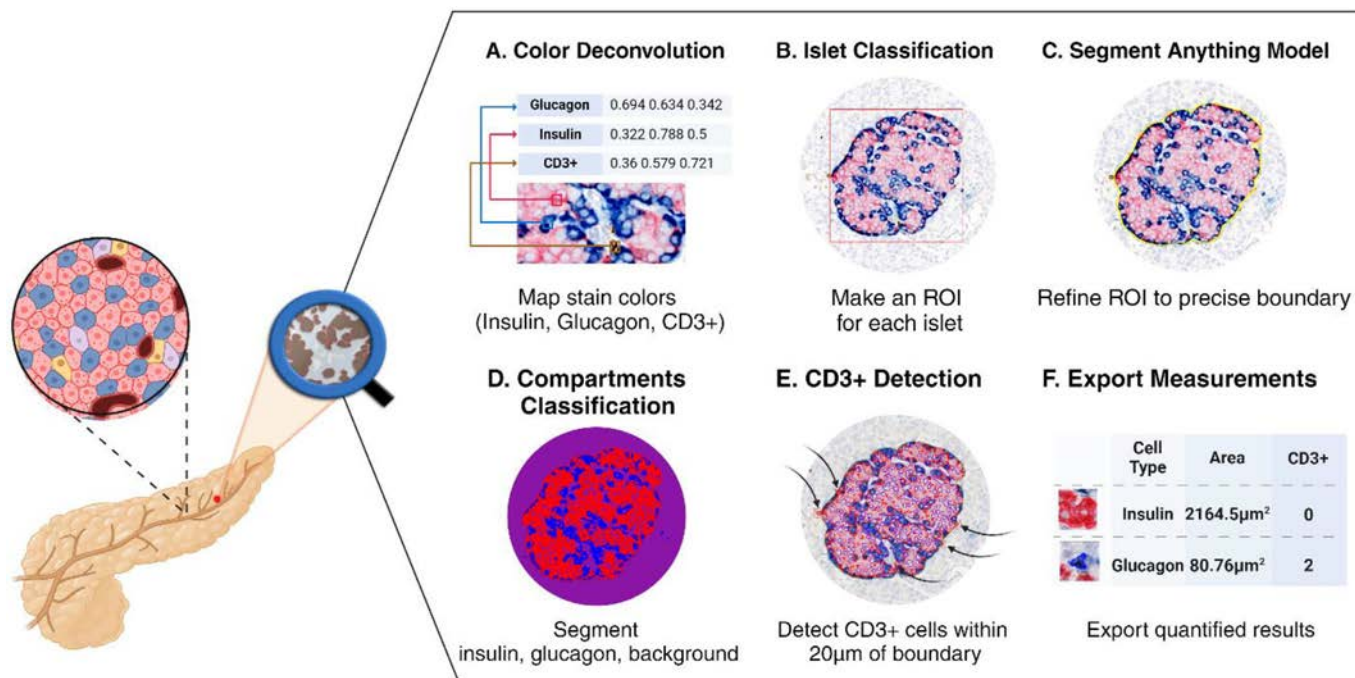 A. Color Deconvolution
Glucagon 0.694 0.634 0.342
Insulin 0.322 0.788 0.5
CD3+ 0.36 0.579 0.721
Map stain colors
(Insulin, Glucagon, CD3+)
B. Islet Classification
Make an ROI
for each islet
C. Segment Anything Model
Refine ROI to precise boundary
D. Compartments
Classification
Segment
insulin, glucagon, background
E. CD3+ Detection
Detect CD3+ cells within
20µm of boundary
F. Export Measurements
Cell
Type Area CD3+
Insulin 2164.5µm² 0
Glucagon 80.76µm² 2
Export quantified results